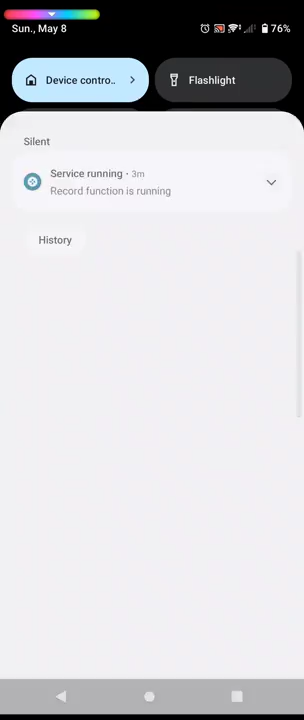 Sun., May 8
76%
Device contro..
Flashlight
Silent
Service running · 3m
Record function is running
History